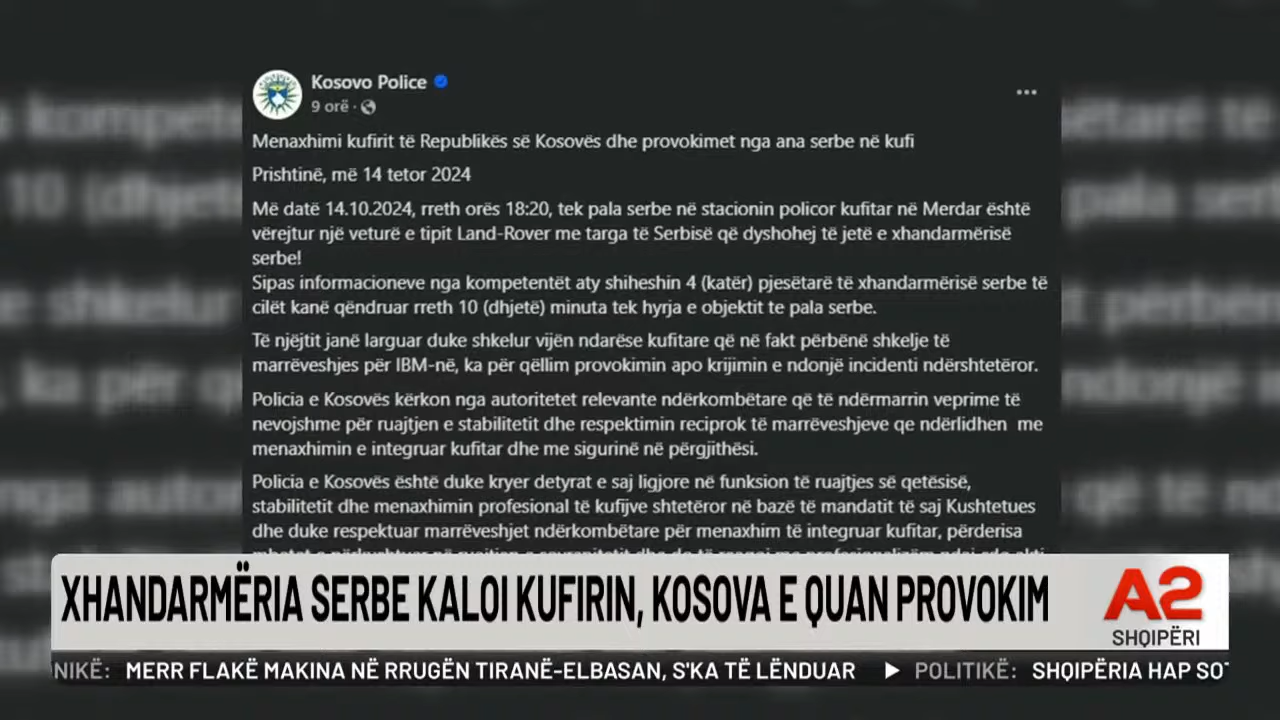 Kosovo Police
9 orë
Menaxhimi kufirit të Republikës së Kosovës dhe provokimet nga ana serbe në kufi
Prishtinë, më 14 tetor 2024
Më datë 14.10.2024, rreth orës 18:20, tek pala serbe në stacionin policor kufitar në Merdar është
vërejtur një veturë e tipit Land-Rover me targa të Serbisë që dyshohej të jetë e xhandarmërisë
serbe!
Sipas informacioneve nga kompetentët aty shiheshin 4 (katër) pjesëtarë të xhandarmërisë serbe të
cilët kanë qëndruar rreth 10 (dhjetë) minuta tek hyrja e objektit te pala serbe.
Të njëjtit janë larguar duke shkelur vijën ndarëse kufitare që në fakt përbënë shkelje të
marrëveshjes për IBM-në, ka për qëllim provokimin apo krijimin e ndonjë incidenti ndërshtetëror.
Policia e Kosovës kërkon nga autoritetet relevante ndërkombëtare që të ndërmarrin veprime të
nevojshme për ruajtjen e stabilitetit dhe respektimin reciprok të marrëveshjeve qe ndërlidhen me
menaxhimin e integruar kufitar dhe me sigurinë në përgjithësi.
Policia e Kosovës është duke kryer detyrat e saj ligjore në funksion të ruajtjes së qetësisë,
stabilitetit dhe menaxhimin profesional të kufijve shtetëror në bazë të mandatit të saj Kushtetues
dhe duke respektuar marrëveshjet ndërkombëtare për menaxhim të integruar kufitar, përderisa
XHANDARMËRIA SERBE KALOI KUFIRIN, KOSOVA E QUAN PROVOKIM
A2
SHQIPËRI
NIKË: MERR FLAKË MAKINA NË RRUGËN TIRANË-ELBASAN, S'KA TË LËNDUAR ▶ POLITIKË: SHQIPËRIA HAP SOT